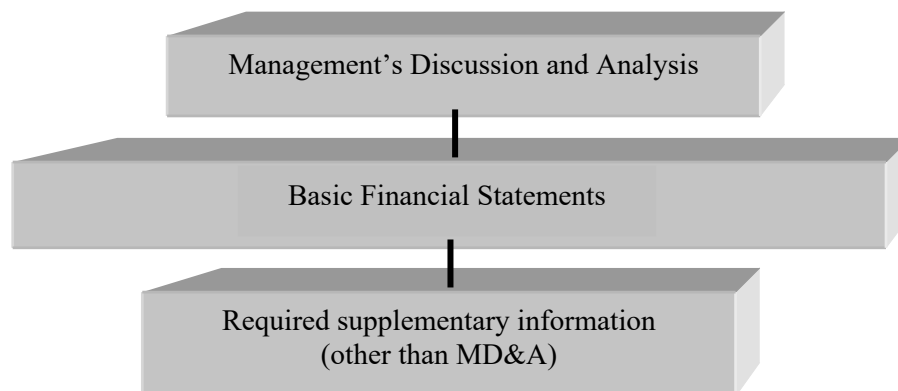 Management’s Discussion and Analysis
Basic Financial Statements
Required supplementary information
(other than MD&A)